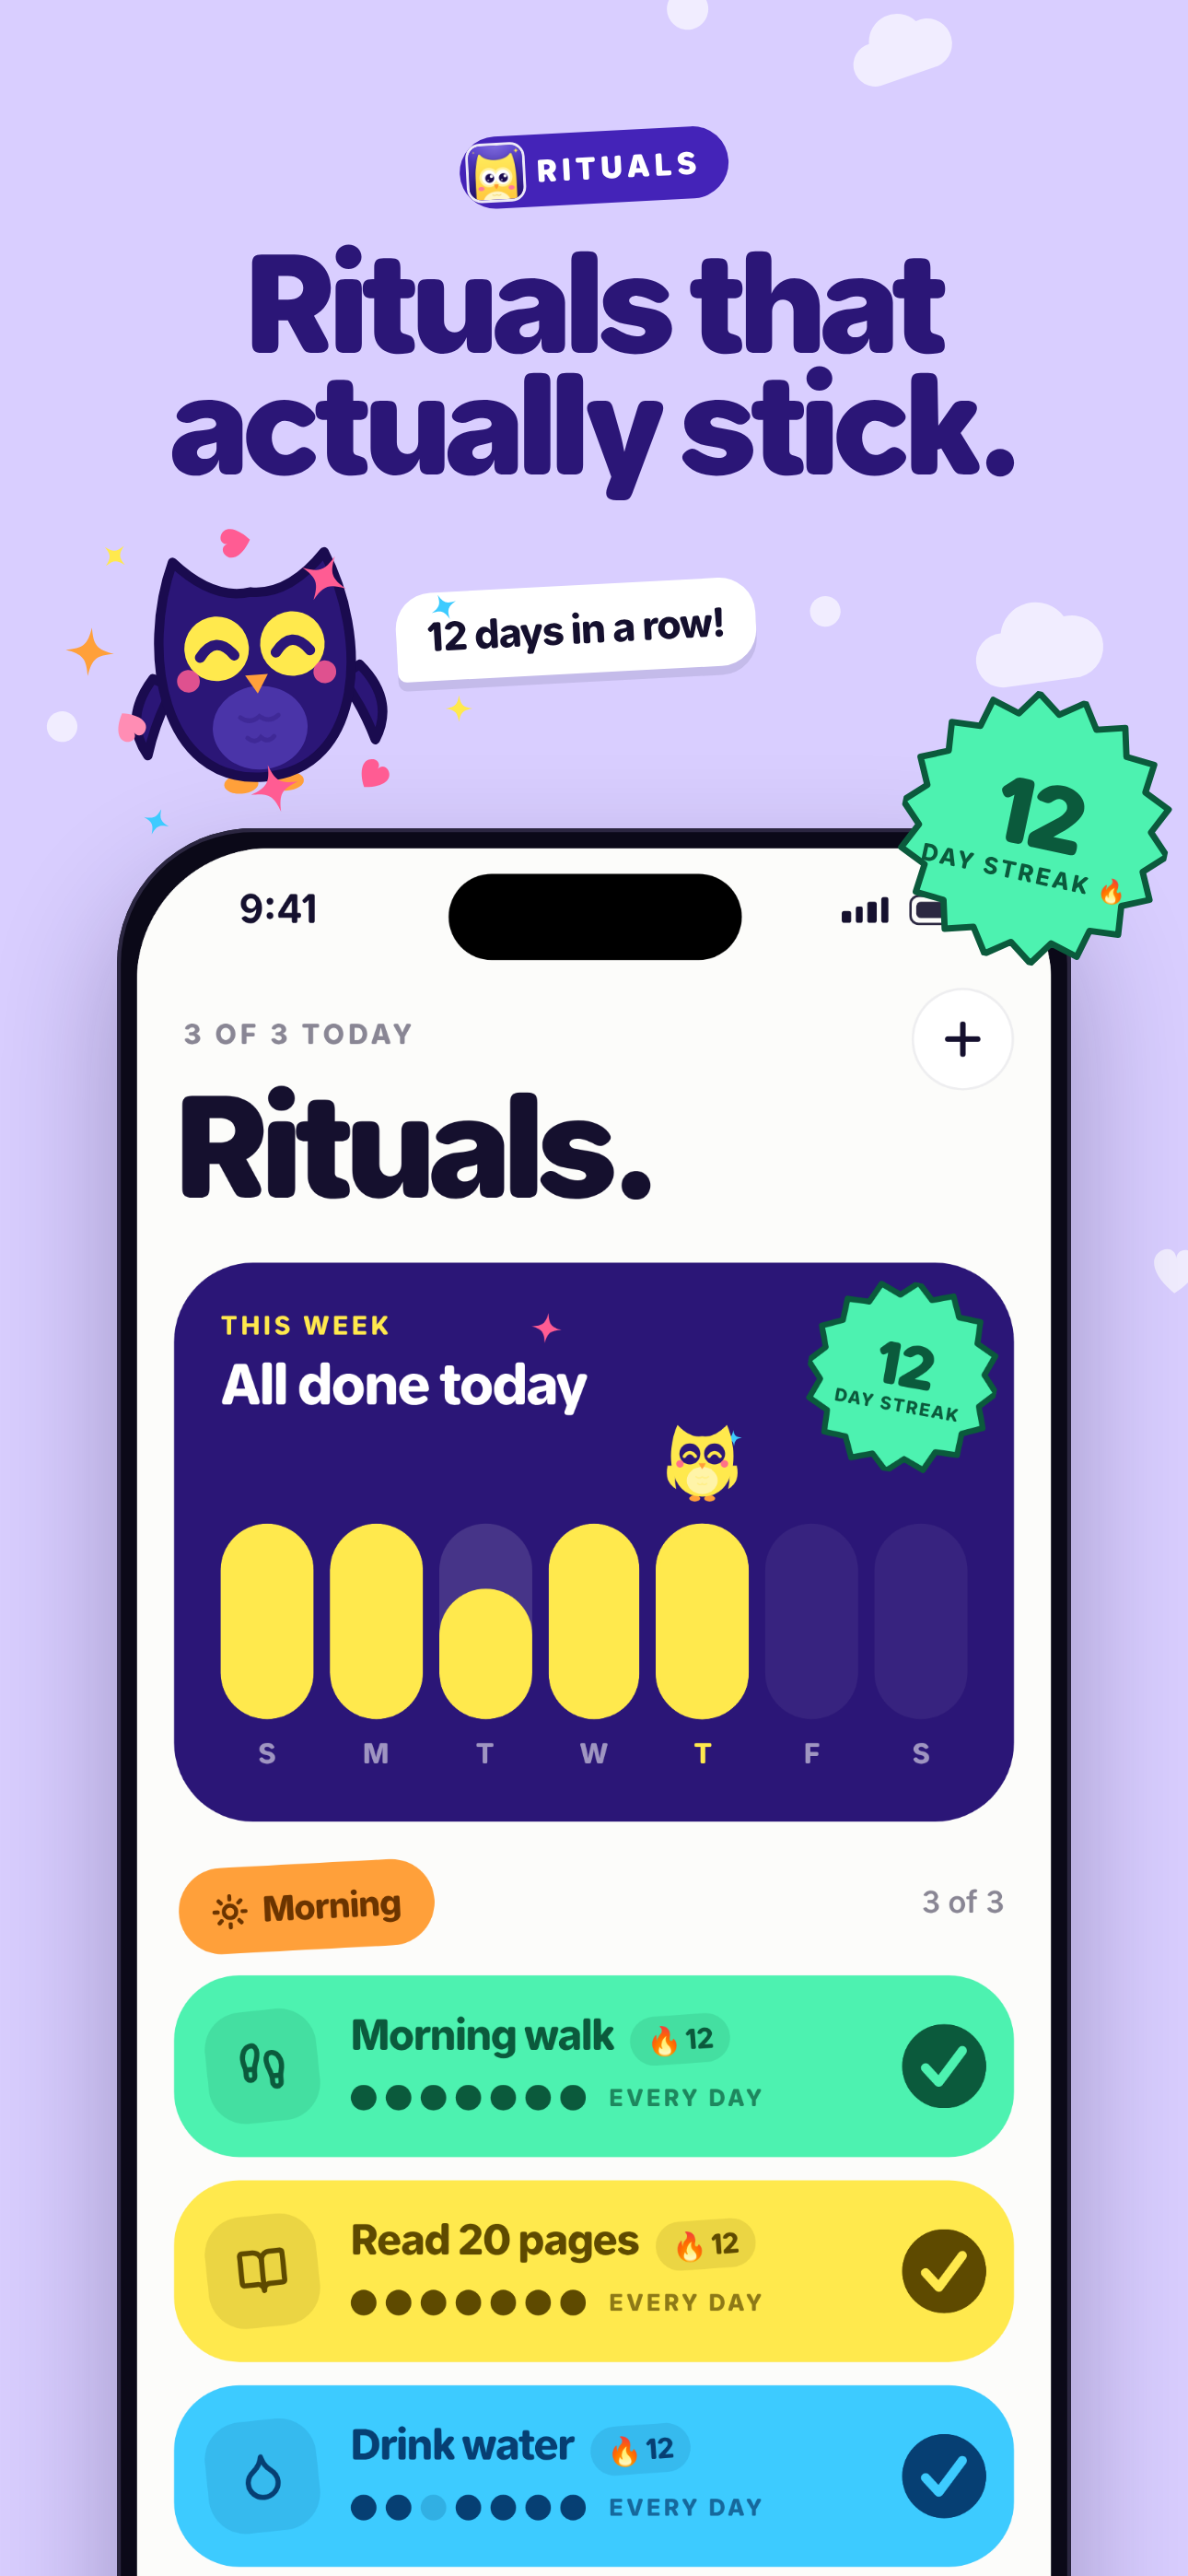 RITUALS
Rituals that
actually stick.
12 days in a row!
12
DAY STREAK 🔥
9:41
3 OF 3 TODAY
+
Rituals.
THIS WEEK
All done today
12
DAY STREAK
S M T W T F S
Morning
3 of 3
Morning walk 🔥 12
EVERY DAY
Read 20 pages 🔥 12
EVERY DAY
Drink water 🔥 12
EVERY DAY